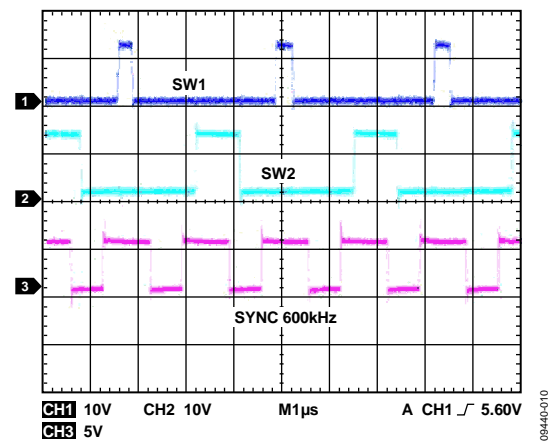 SW1
1
SW2
2
3
SYNC 600kHz
CH1 10V CH2 10V M1µs A CH1 5.60V
CH3 5V
09440-010